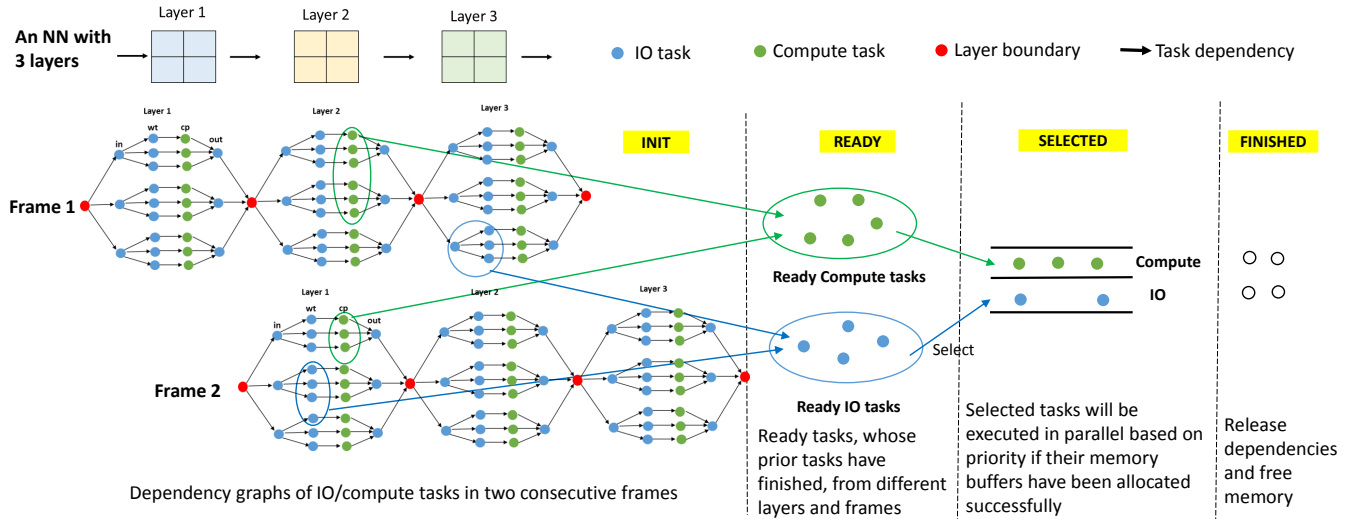 An NN with
3 layers
Layer 1
Layer 2
Layer 3
IO task
Compute task
Layer boundary
Task dependency
Layer 1
Layer 2
Layer 3
in
wt
cp
out
INIT
READY
SELECTED
FINISHED
Frame 1
Ready Compute tasks
Compute
IO
Layer 1
Layer 2
Layer 3
in
wt
cp
out
Select
Frame 2
Ready IO tasks
Ready tasks, whose
prior tasks have
finished, from different
layers and frames
Selected tasks will be
executed in parallel based on
priority if their memory
buffers have been allocated
successfully
Release
dependencies
and free
memory
Dependency graphs of IO/compute tasks in two consecutive frames